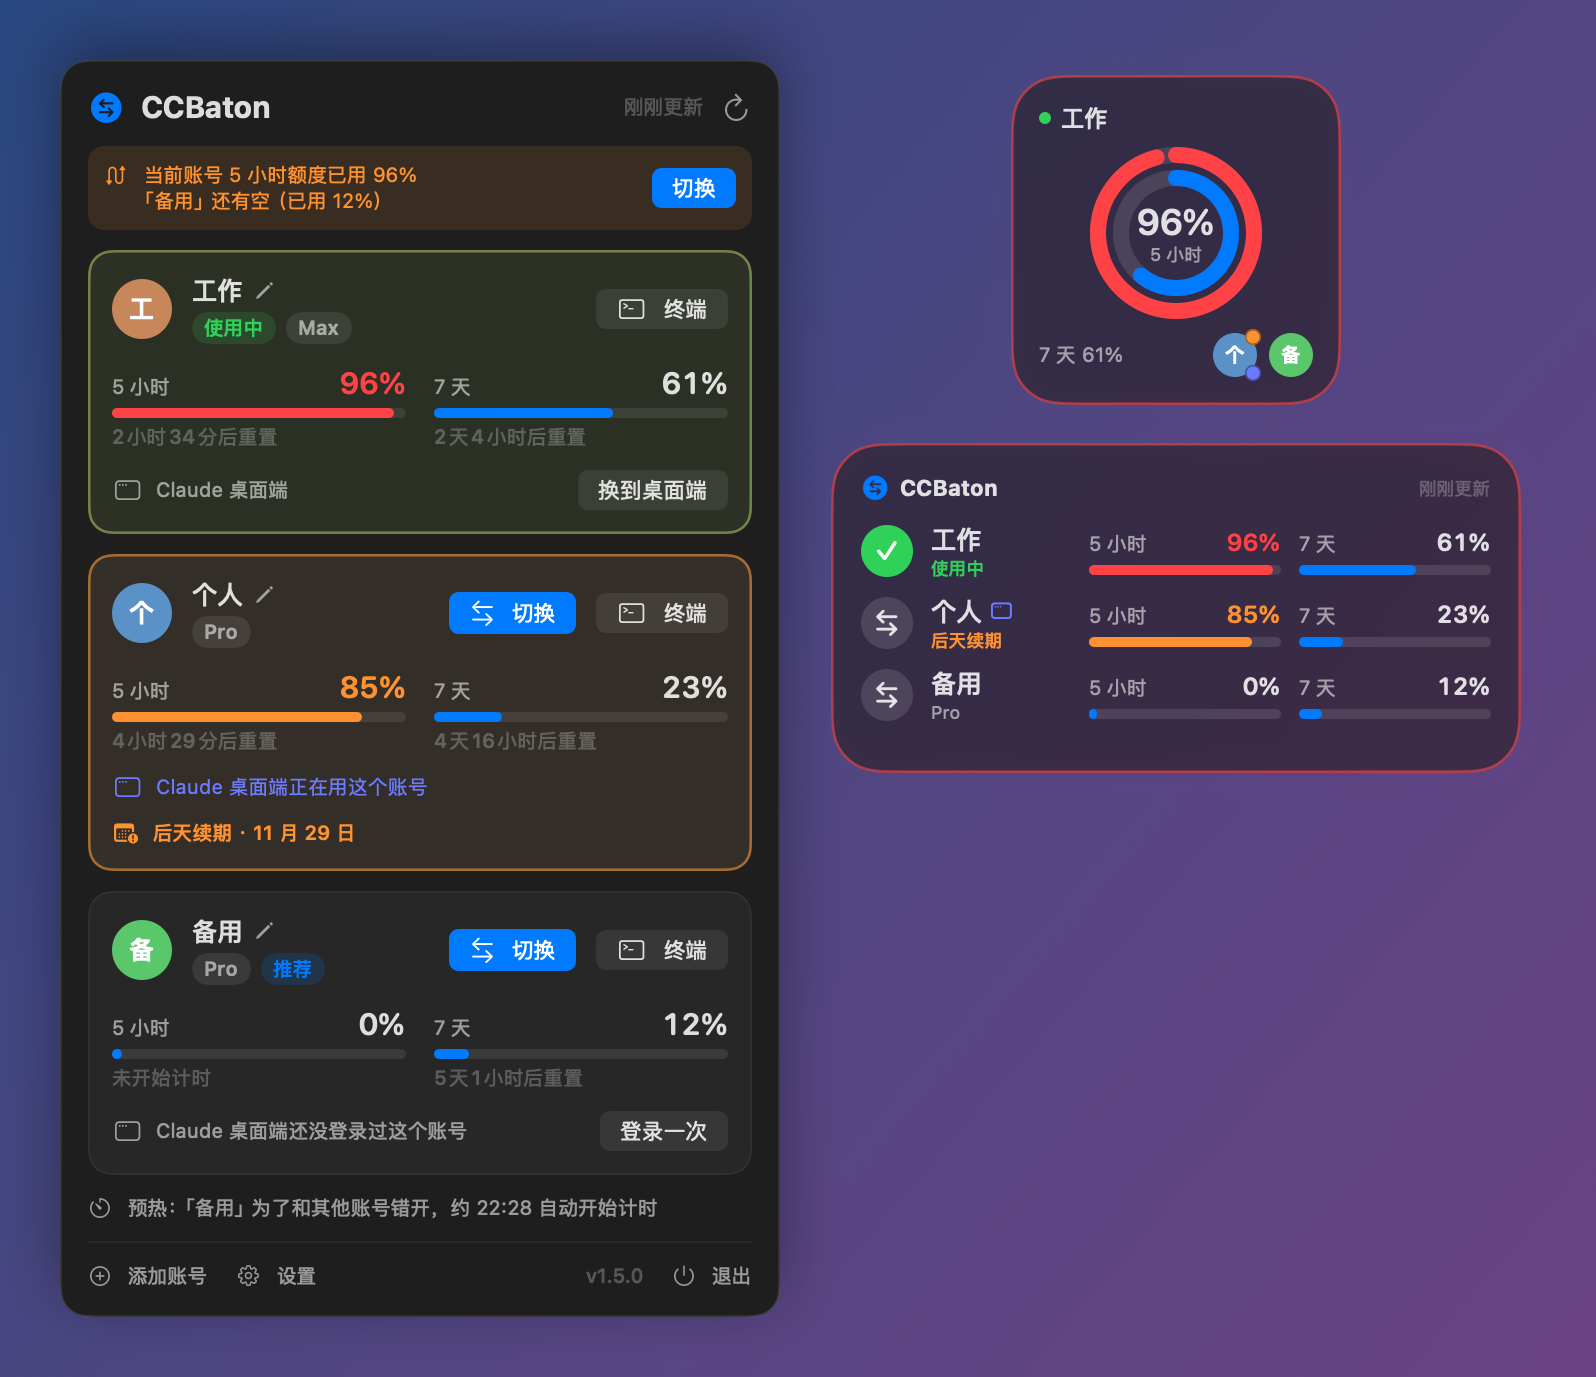 CCBaton
刚刚更新
当前账号 5 小时额度已用 96%
「备用」还有空（已用 12%）
切换
工
工作
使用中
Max
终端
5 小时
96%
7 天
61%
2小时34分后重置
2天4小时后重置
Claude 桌面端
换到桌面端
个
个人
Pro
切换
终端
5 小时
85%
7 天
23%
4小时29分后重置
4天16小时后重置
Claude 桌面端正在用这个账号
后天续期 · 11 月 29 日
备
备用
Pro
推荐
切换
终端
5 小时
0%
7 天
12%
未开始计时
5天1小时后重置
Claude 桌面端还没登录过这个账号
登录一次
预热：「备用」为了和其他账号错开，约 22:28 自动开始计时
添加账号
设置
v1.5.0
退出
工作
96%
5 小时
7 天 61%
个
备
CCBaton
刚刚更新
工作
使用中
5 小时
96%
7 天
61%
个人
后天续期
5 小时
85%
7 天
23%
备用
Pro
5 小时
0%
7 天
12%